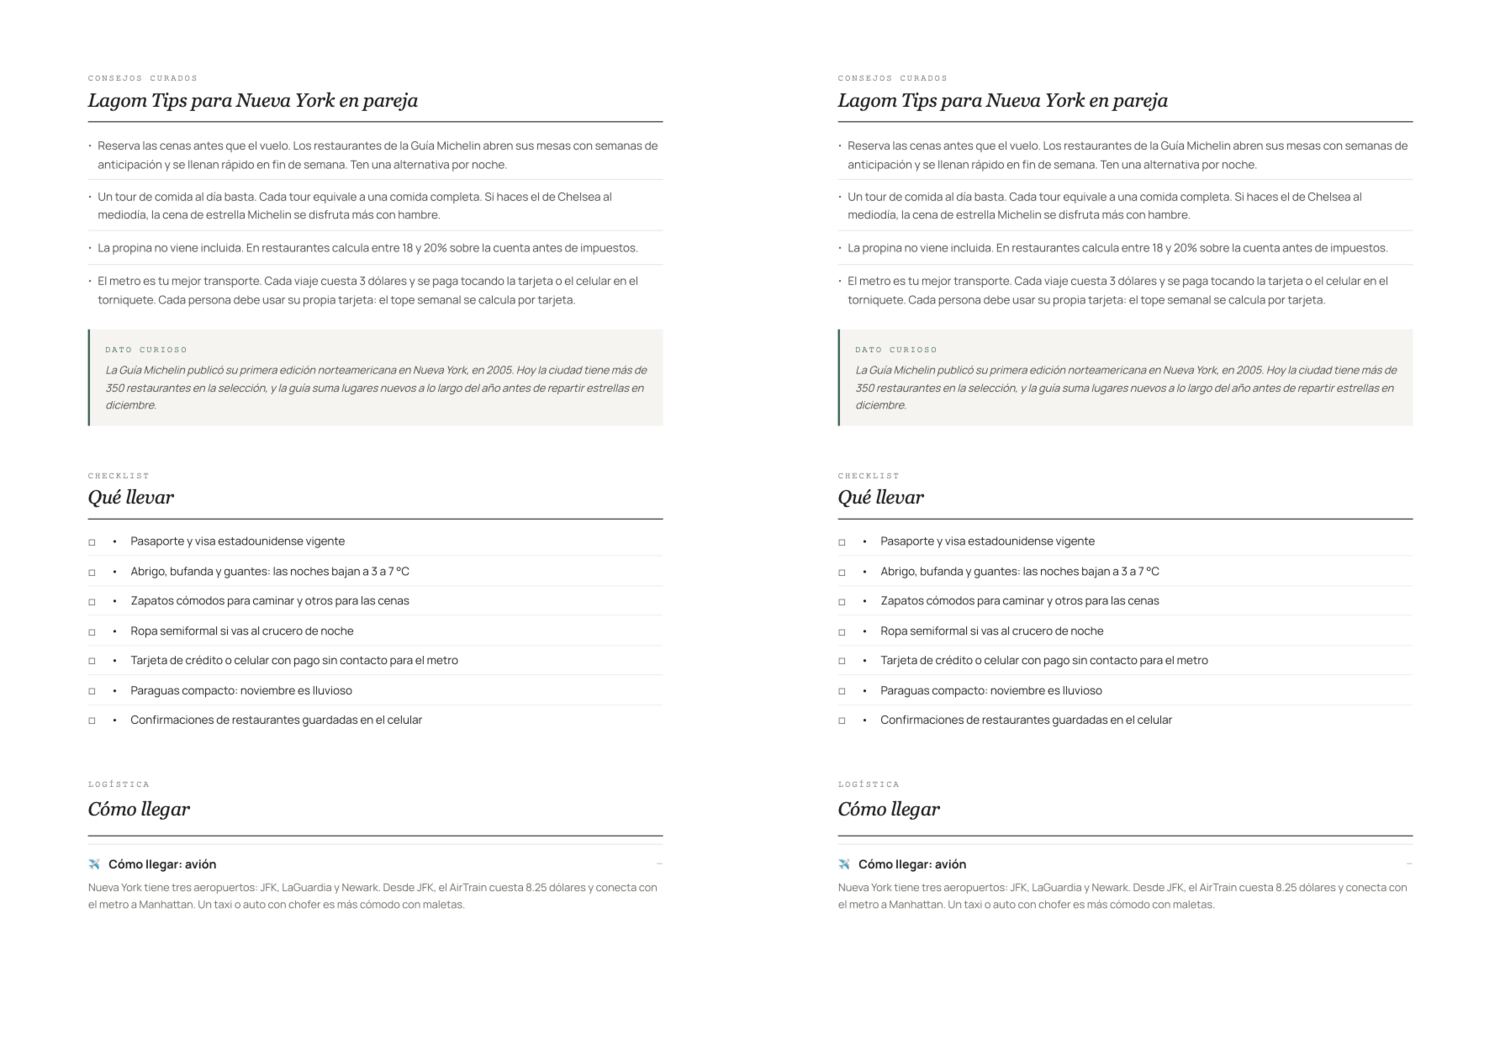 CONSEJOS CURADOS
Lagom Tips para Nueva York en pareja
· Reserva las cenas antes que el vuelo. Los restaurantes de la Guía Michelin abren sus mesas con semanas de
anticipación y se llenan rápido en fin de semana. Ten una alternativa por noche.
· Un tour de comida al día basta. Cada tour equivale a una comida completa. Si haces el de Chelsea al
mediodía, la cena de estrella Michelin se disfruta más con hambre.
· La propina no viene incluida. En restaurantes calcula entre 18 y 20% sobre la cuenta antes de impuestos.
· El metro es tu mejor transporte. Cada viaje cuesta 3 dólares y se paga tocando la tarjeta o el celular en el
torniquete. Cada persona debe usar su propia tarjeta: el tope semanal se calcula por tarjeta.
DATO CURIOSO
La Guía Michelin publicó su primera edición norteamericana en Nueva York, en 2005. Hoy la ciudad tiene más de
350 restaurantes en la selección, y la guía suma lugares nuevos a lo largo del año antes de repartir estrellas en
diciembre.
CHECKLIST
Qué llevar
☐ • Pasaporte y visa estadounidense vigente
☐ • Abrigo, bufanda y guantes: las noches bajan a 3 a 7 °C
☐ • Zapatos cómodos para caminar y otros para las cenas
☐ • Ropa semiformal si vas al crucero de noche
☐ • Tarjeta de crédito o celular con pago sin contacto para el metro
☐ • Paraguas compacto: noviembre es lluvioso
☐ • Confirmaciones de restaurantes guardadas en el celular
LOGÍSTICA
Cómo llegar
✈️ Cómo llegar: avión –
Nueva York tiene tres aeropuertos: JFK, LaGuardia y Newark. Desde JFK, el AirTrain cuesta 8.25 dólares y conecta con
el metro a Manhattan. Un taxi o auto con chofer es más cómodo con maletas.
CONSEJOS CURADOS
Lagom Tips para Nueva York en pareja
· Reserva las cenas antes que el vuelo. Los restaurantes de la Guía Michelin abren sus mesas con semanas de
anticipación y se llenan rápido en fin de semana. Ten una alternativa por noche.
· Un tour de comida al día basta. Cada tour equivale a una comida completa. Si haces el de Chelsea al
mediodía, la cena de estrella Michelin se disfruta más con hambre.
· La propina no viene incluida. En restaurantes calcula entre 18 y 20% sobre la cuenta antes de impuestos.
· El metro es tu mejor transporte. Cada viaje cuesta 3 dólares y se paga tocando la tarjeta o el celular en el
torniquete. Cada persona debe usar su propia tarjeta: el tope semanal se calcula por tarjeta.
DATO CURIOSO
La Guía Michelin publicó su primera edición norteamericana en Nueva York, en 2005. Hoy la ciudad tiene más de
350 restaurantes en la selección, y la guía suma lugares nuevos a lo largo del año antes de repartir estrellas en
diciembre.
CHECKLIST
Qué llevar
☐ • Pasaporte y visa estadounidense vigente
☐ • Abrigo, bufanda y guantes: las noches bajan a 3 a 7 °C
☐ • Zapatos cómodos para caminar y otros para las cenas
☐ • Ropa semiformal si vas al crucero de noche
☐ • Tarjeta de crédito o celular con pago sin contacto para el metro
☐ • Paraguas compacto: noviembre es lluvioso
☐ • Confirmaciones de restaurantes guardadas en el celular
LOGÍSTICA
Cómo llegar
✈️ Cómo llegar: avión –
Nueva York tiene tres aeropuertos: JFK, LaGuardia y Newark. Desde JFK, el AirTrain cuesta 8.25 dólares y conecta con
el metro a Manhattan. Un taxi o auto con chofer es más cómodo con maletas.